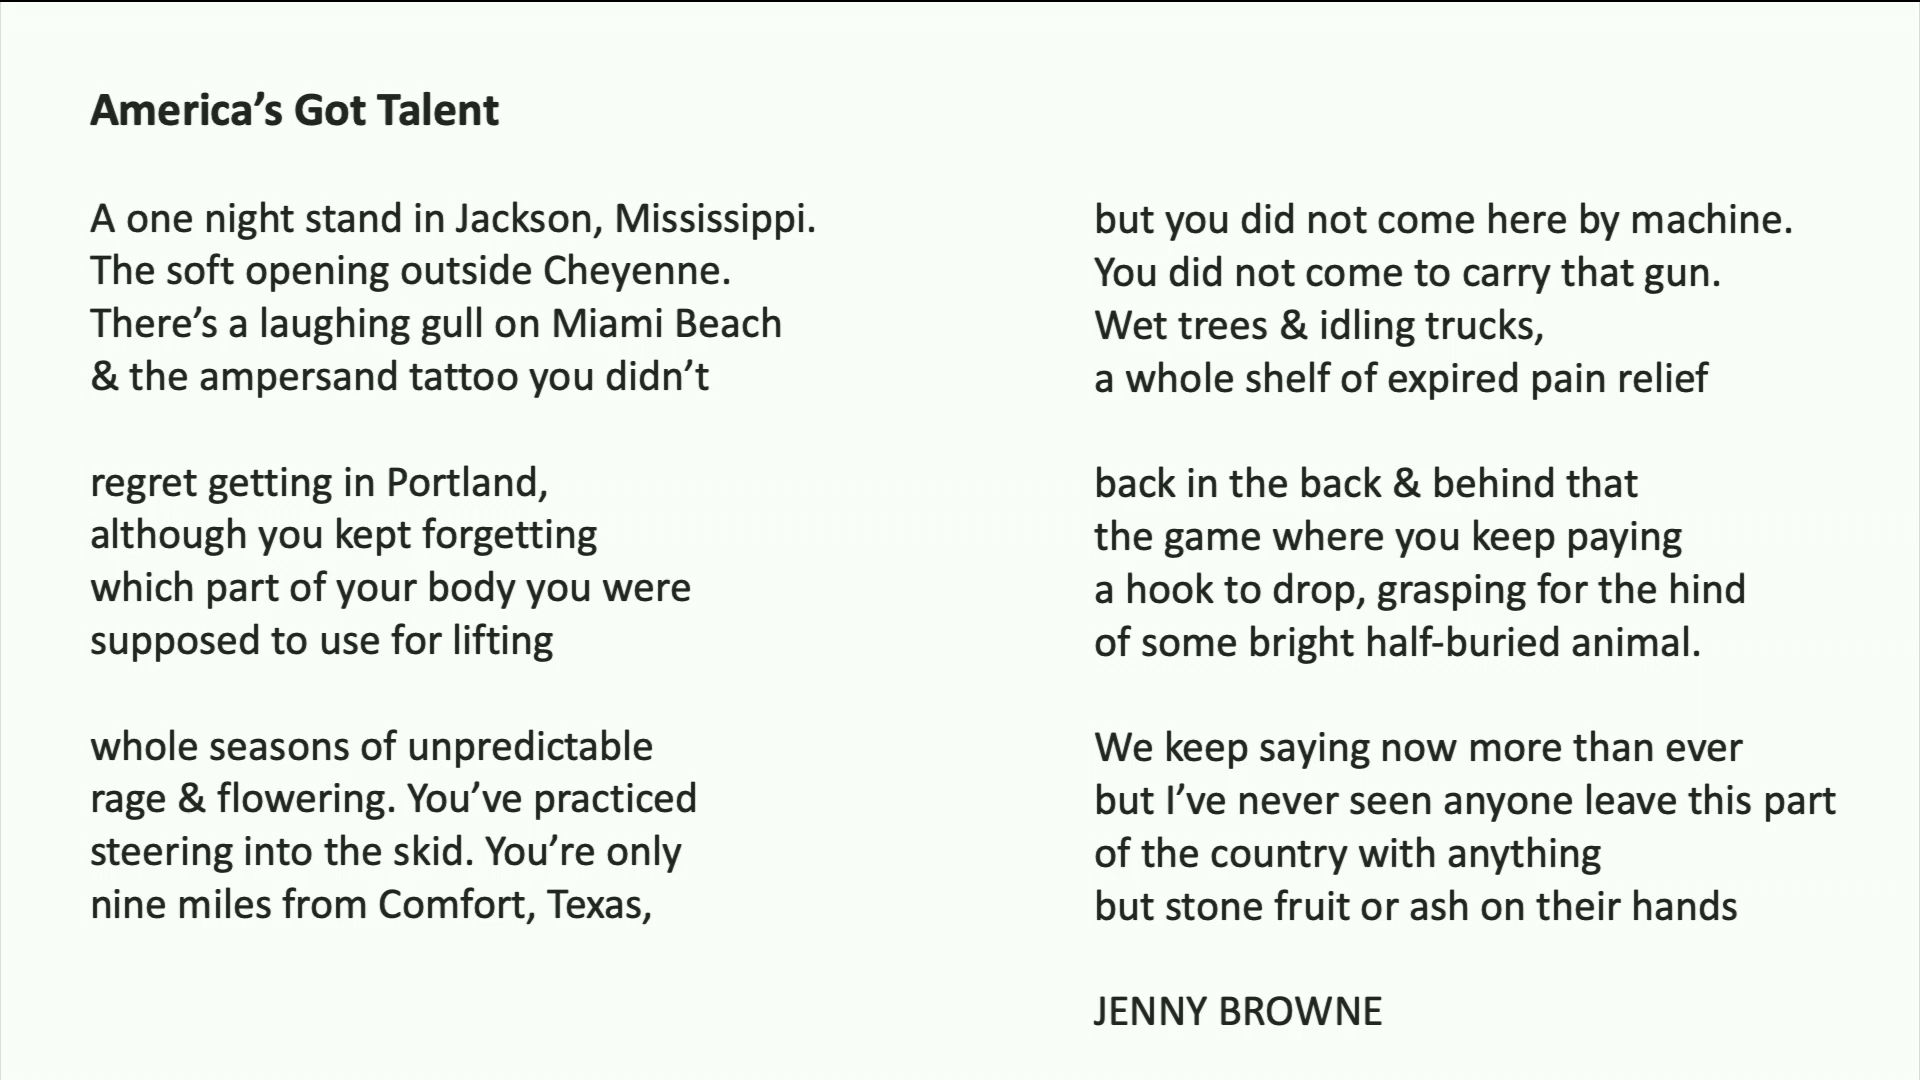 America’s Got Talent
A one night stand in Jackson, Mississippi.
The soft opening outside Cheyenne.
There’s a laughing gull on Miami Beach
& the ampersand tattoo you didn’t
regret getting in Portland,
although you kept forgetting
which part of your body you were
supposed to use for lifting
whole seasons of unpredictable
rage & flowering. You’ve practiced
steering into the skid. You’re only
nine miles from Comfort, Texas,
but you did not come here by machine.
You did not come to carry that gun.
Wet trees & idling trucks,
a whole shelf of expired pain relief
back in the back & behind that
the game where you keep paying
a hook to drop, grasping for the hind
of some bright half-buried animal.
We keep saying now more than ever
but I’ve never seen anyone leave this part
of the country with anything
but stone fruit or ash on their hands
JENNY BROWNE